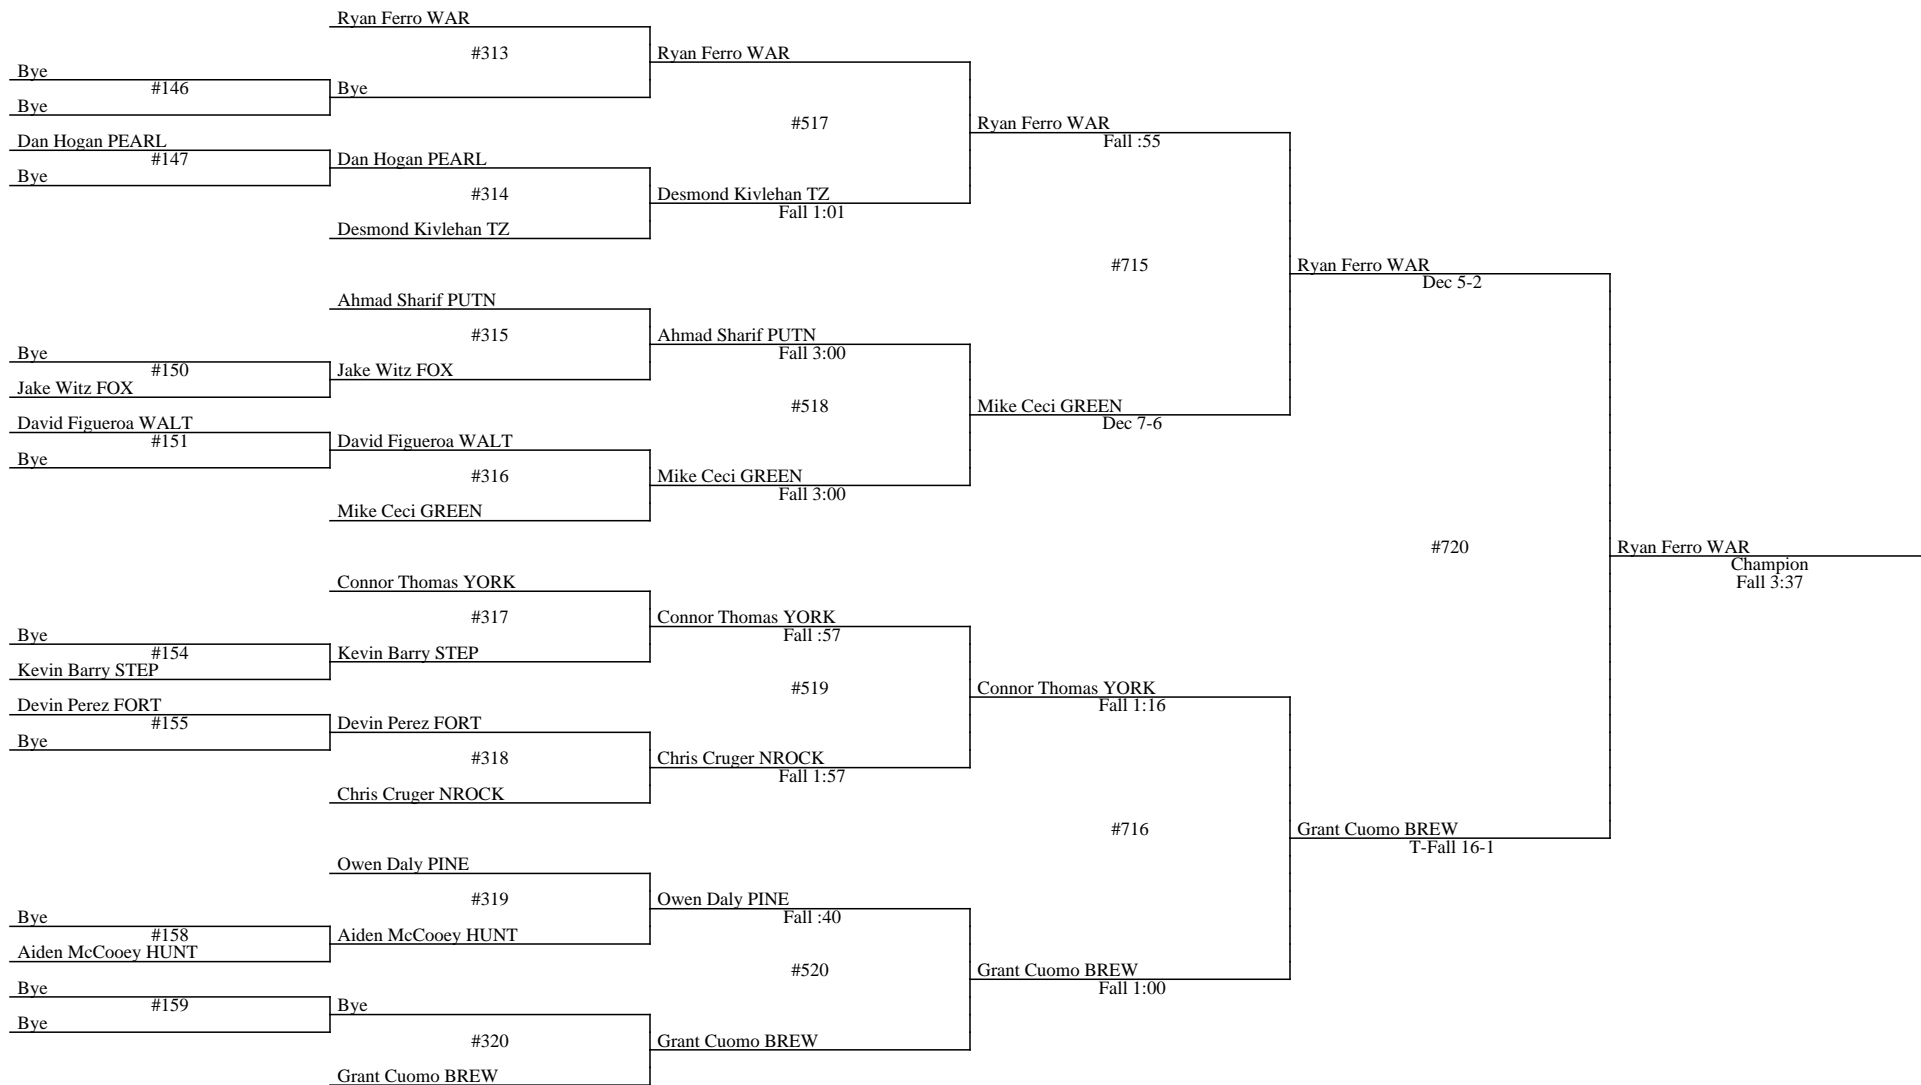 Ryan Ferro WAR
#313
Ryan Ferro WAR
Bye
#146
Bye
Bye
#517
Ryan Ferro WAR
Fall :55
Dan Hogan PEARL
#147
Dan Hogan PEARL
Bye
#314
Desmond Kivlehan TZ
Fall 1:01
Desmond Kivlehan TZ
#715
Ryan Ferro WAR
Dec 5-2
Ahmad Sharif PUTN
#315
Ahmad Sharif PUTN
Fall 3:00
Bye
#150
Jake Witz FOX
Jake Witz FOX
#518
Mike Ceci GREEN
Dec 7-6
David Figueroa WALT
#151
David Figueroa WALT
Bye
#316
Mike Ceci GREEN
Fall 3:00
Mike Ceci GREEN
#720
Ryan Ferro WAR
Champion
Fall 3:37
Connor Thomas YORK
#317
Connor Thomas YORK
Fall :57
Bye
#154
Kevin Barry STEP
Kevin Barry STEP
#519
Connor Thomas YORK
Fall 1:16
Devin Perez FORT
#155
Devin Perez FORT
Bye
#318
Chris Cruger NROCK
Fall 1:57
Chris Cruger NROCK
#716
Grant Cuomo BREW
T-Fall 16-1
Owen Daly PINE
#319
Owen Daly PINE
Fall :40
Bye
#158
Aiden McCooey HUNT
Aiden McCooey HUNT
#520
Grant Cuomo BREW
Fall 1:00
Bye
#159
Bye
Bye
#320
Grant Cuomo BREW
Grant Cuomo BREW